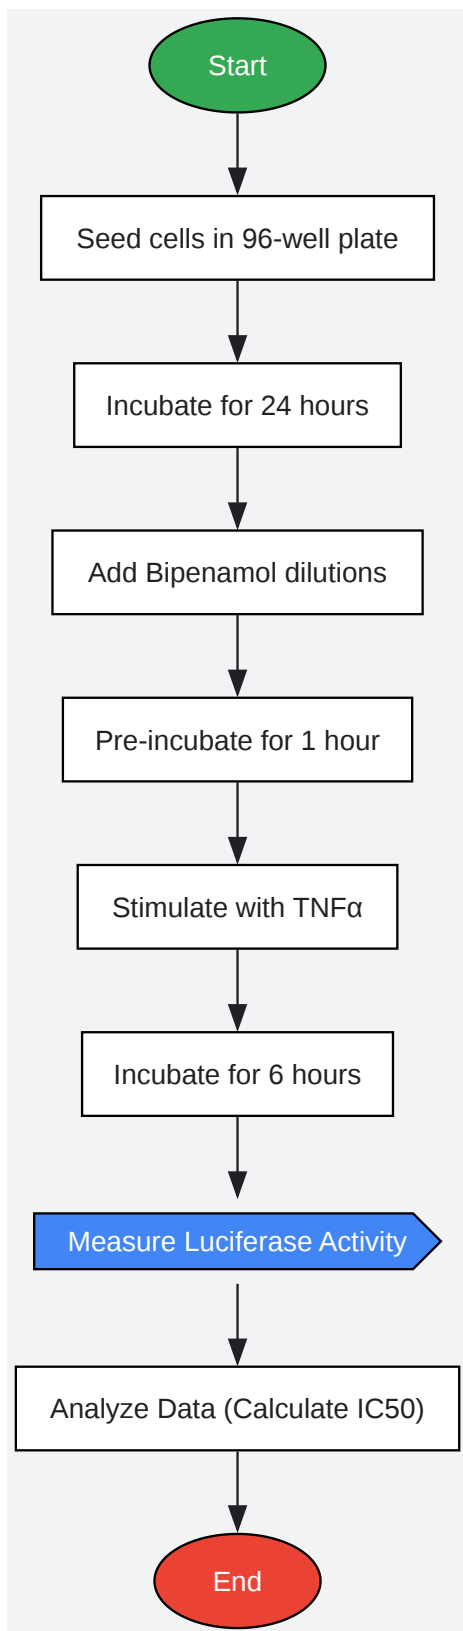 Start
Seed cells in 96-well plate
Incubate for 24 hours
Add Bipenamol dilutions
Pre-incubate for 1 hour
Stimulate with TNFα
Incubate for 6 hours
Measure Luciferase Activity
Analyze Data (Calculate IC50)
End